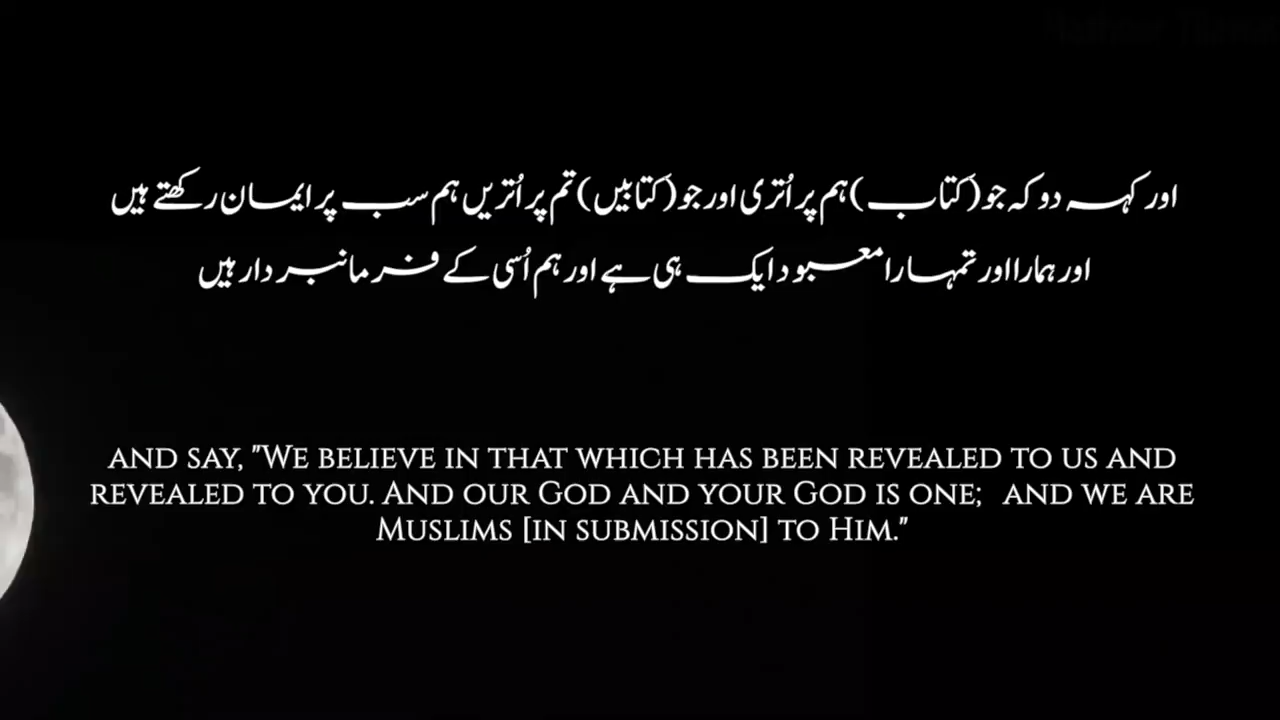 اور کہہ دو کہ جو (کتاب) ہم پر اُتری اور جو (کتابیں) تم پر اُتریں ہم سب پر ایمان رکھتے ہیں
اور ہمارا اور تمہارا معبود ایک ہی ہے اور ہم اُسی کے فرمانبردار ہیں
AND SAY, "WE BELIEVE IN THAT WHICH HAS BEEN REVEALED TO US AND
REVEALED TO YOU. AND OUR GOD AND YOUR GOD IS ONE; AND WE ARE
MUSLIMS [IN SUBMISSION] TO HIM."